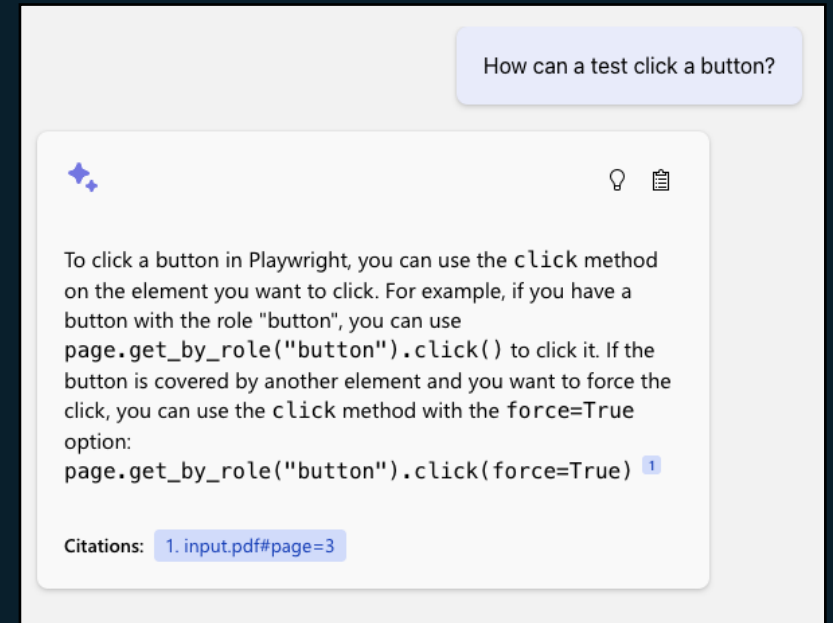 How can a test click a button?
To click a button in Playwright, you can use the click method
on the element you want to click. For example, if you have a
button with the role "button", you can use
page.get_by_role("button").click() to click it. If the
button is covered by another element and you want to force the
click, you can use the click method with the force=True
option:
page.get_by_role("button").click(force=True) 1
Citations: 1. input.pdf#page=3